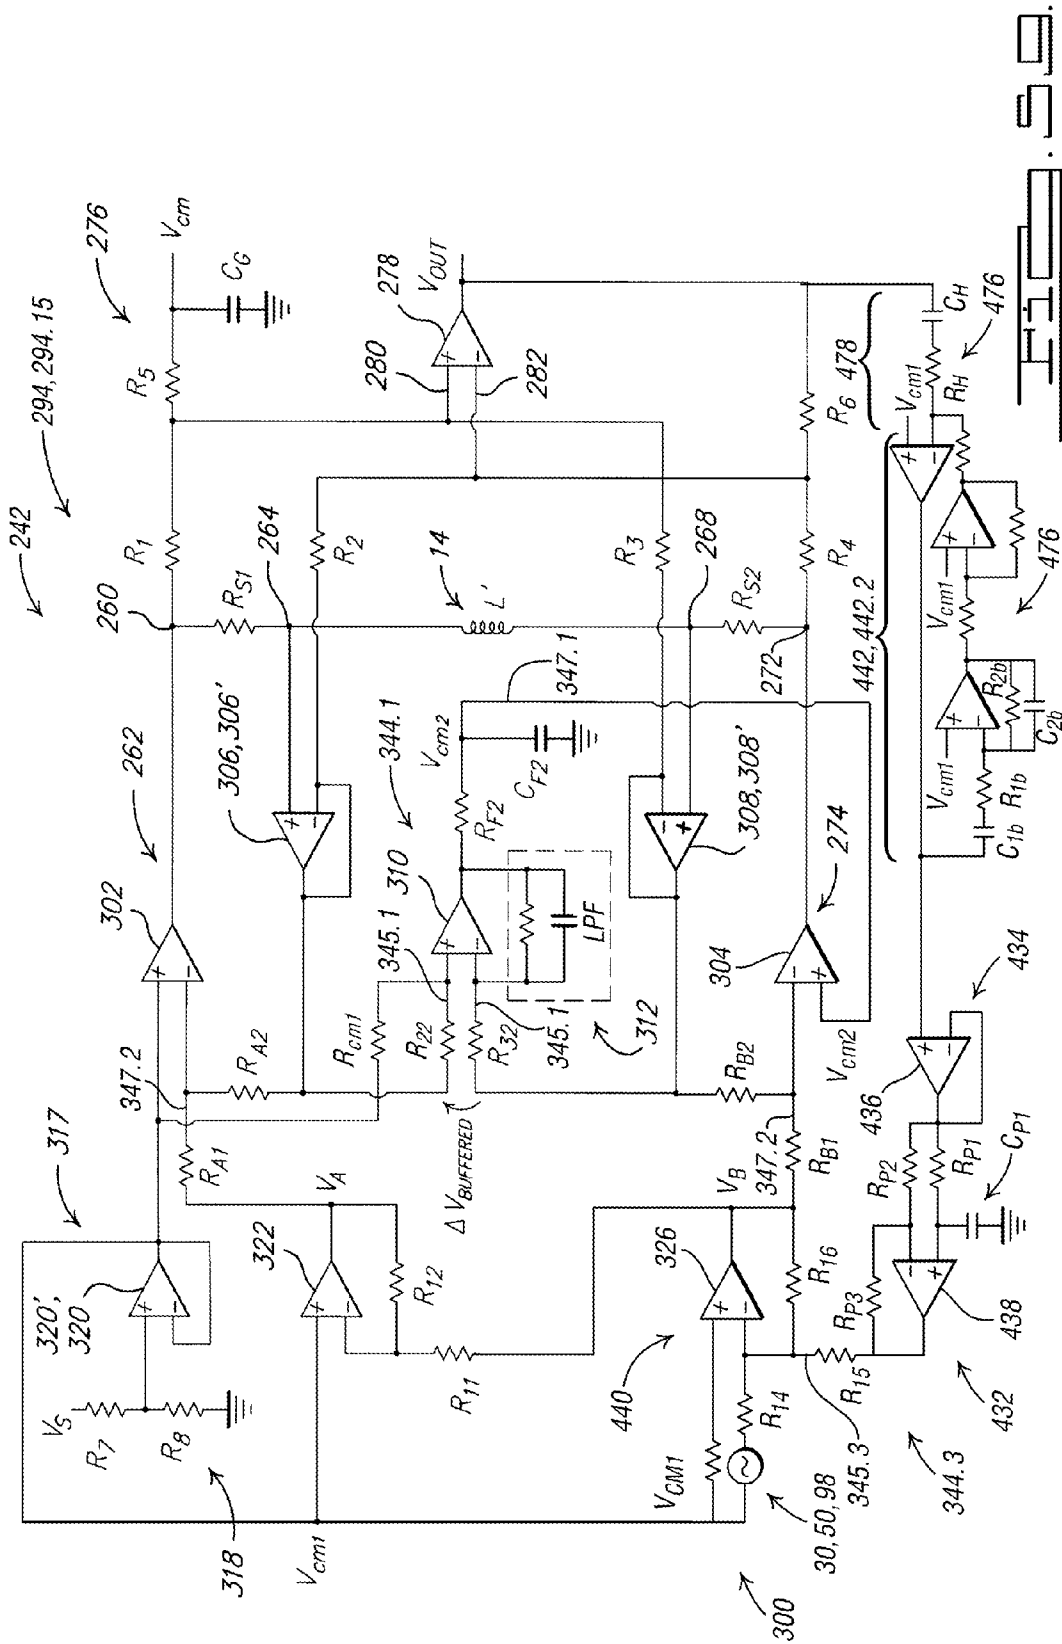 242
294, 294.15
276
Vcm
CG
R5
R1
260
262
302
347.2
317
320', 320
VS
R7
R8
318
RS1
264
306, 306'
R2
280
278
VOUT
282
RA2
RA1
322
VA
R12
R11
Vcm1
Rcm1
345.1
310
344.1
Vcm2
347.1
RF2
CF2
14
L'
R3
268
RS2
R22
R32
345.1
LPF
312
ΔVBUFFERED
308, 308'
272
R4
R6
478
RB2
304
274
Vcm2
VB
347.2
RB1
440
326
R16
VCM1
R14
30, 50, 98
300
345.3
R15
RP3
RP2
RP1
436
434
CP1
438
432
344.3
442, 442.2
Vcm1
CH
RH
476
Vcm1
476
Vcm1
R2b
C2b
R1b
C1b
Fig. 59.